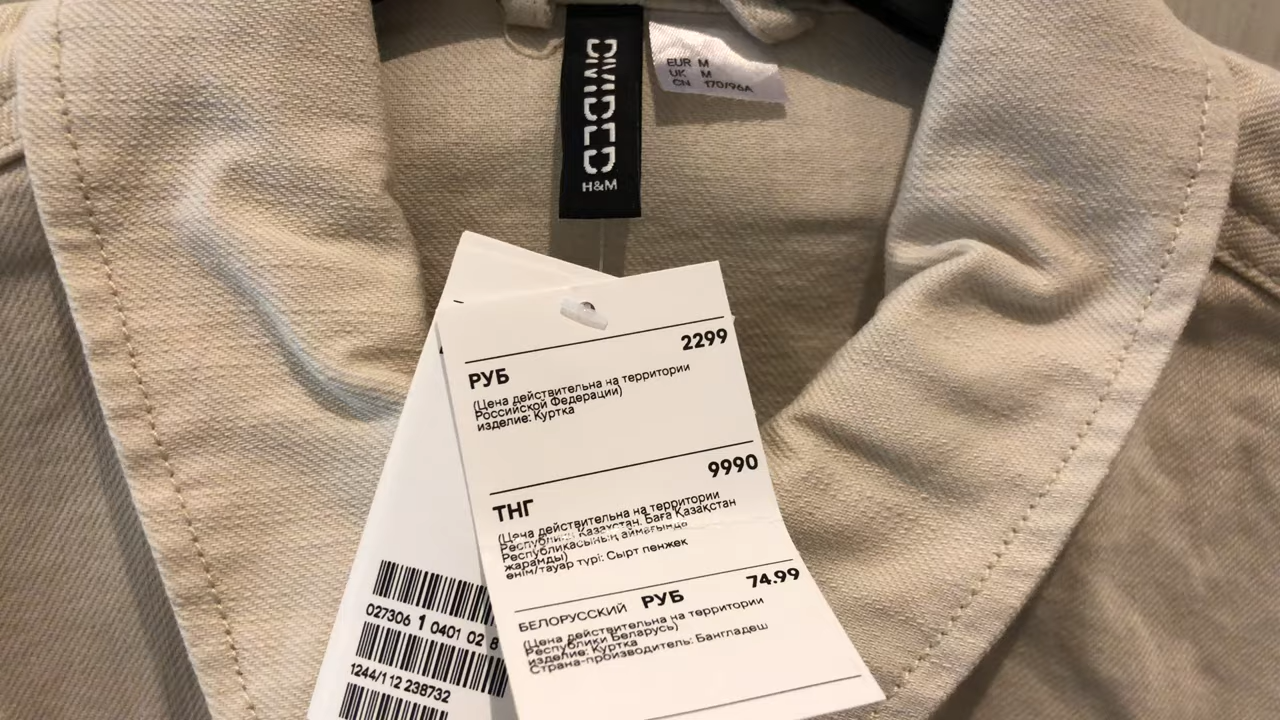 DIVIDED
H&M
EUR M
UK M
CN 170/96A
2299
РУБ
(Цена действительна на территории
Российской Федерации)
изделие: Куртка
9990
ТНГ
(Цена действительна на территории
Республики Казахстан. Баға Қазақстан
Республикасының аймағында
жарамды)
өнім/тауар түрі: Сырт пенжек
74.99
БЕЛОРУССКИЙ РУБ
(Цена действительна на территории
Республики Беларусь)
изделие: Куртка
Страна-производитель: Бангладеш
027306 1 0401 02 8
1244/1 12 238732